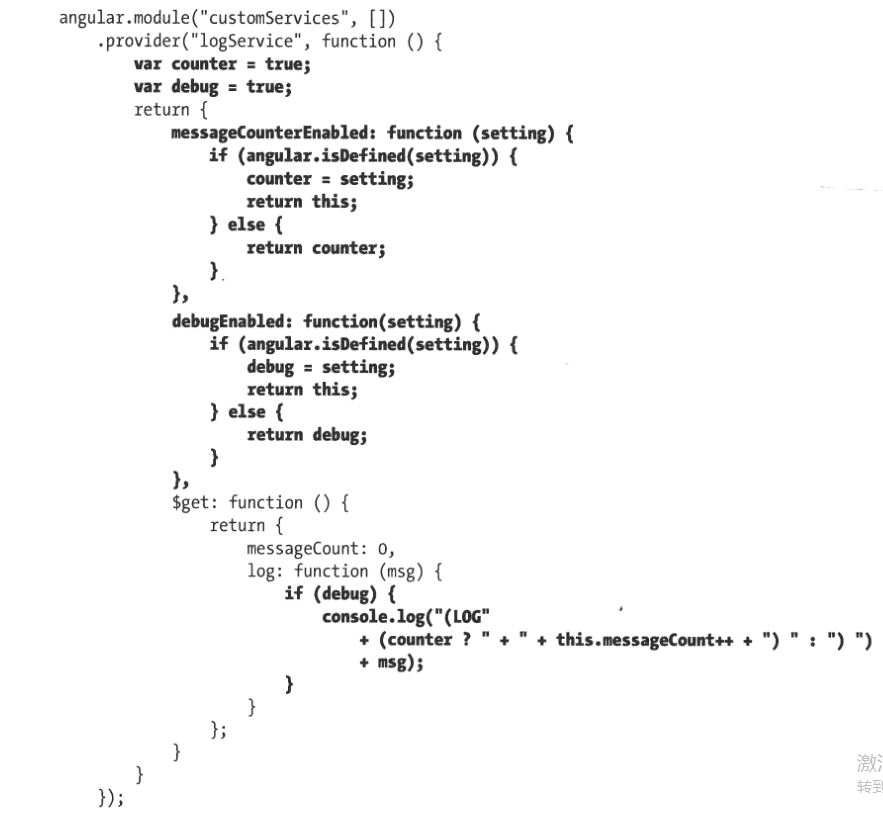 angular.module("customServices", [])
    .provider("logService", function () {
        var counter = true;
        var debug = true;
        return {
            messageCounterEnabled: function (setting) {
                if (angular.isDefined(setting)) {
                    counter = setting;
                    return this;
                } else {
                    return counter;
                }
            },
            debugEnabled: function(setting) {
                if (angular.isDefined(setting)) {
                    debug = setting;
                    return this;
                } else {
                    return debug;
                }
            },
            $get: function () {
                return {
                    messageCount: 0,
                    log: function (msg) {
                        if (debug) {
                            console.log("(LOG"
                                + (counter ? " + " + this.messageCount++ + ") " : ") ")
                                + msg);
                        }
                    }
                };
            }
        }
    });
激
转到